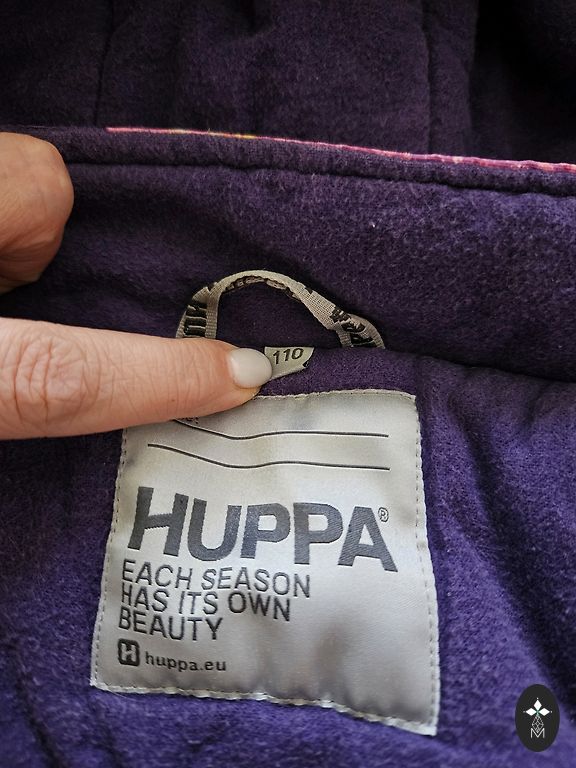 110
HUPPA®
EACH SEASON
HAS ITS OWN
BEAUTY
H huppa.eu
M